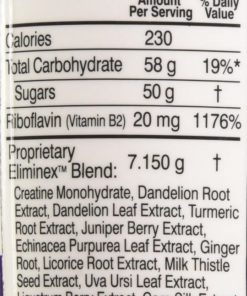 Amount % Daily
Per Serving Value*
Calories 230
Total Carbohydrate 58 g 19%*
Sugars 50 g †
Riboflavin (Vitamin B2) 20 mg 1176%
Proprietary
Eliminex™ Blend: 7.150 g †
Creatine Monohydrate, Dandelion Root
Extract, Dandelion Leaf Extract, Turmeric
Root Extract, Juniper Berry Extract,
Echinacea Purpurea Leaf Extract, Ginger
Root, Licorice Root Extract, Milk Thistle
Seed Extract, Uva Ursi Leaf Extract,